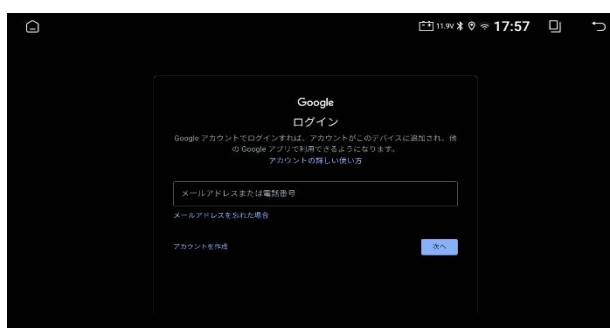 11.9V 17:57
Google
ログイン
Google アカウントでログインすれば、アカウントがこのデバイスに追加され、他
の Google アプリで利用できるようになります。
アカウントの詳しい使い方
メールアドレスまたは電話番号
メールアドレスを忘れた場合
アカウントを作成
次へ